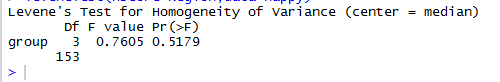 Levene's Test for Homogeneity of Variance (center = median)
Df F value Pr(>F)
group 3 0.7605 0.5179
153
>